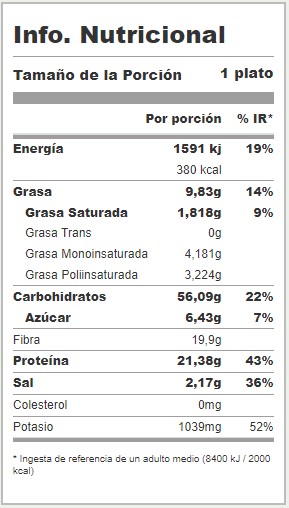 Info. Nutricional
Tamaño de la Porción 1 plato
Por porción % IR*
Energía 1591 kj 19%
380 kcal
Grasa 9,83g 14%
Grasa Saturada 1,818g 9%
Grasa Trans 0g
Grasa Monoinsaturada 4,181g
Grasa Poliinsaturada 3,224g
Carbohidratos 56,09g 22%
Azúcar 6,43g 7%
Fibra 19,9g
Proteína 21,38g 43%
Sal 2,17g 36%
Colesterol 0mg
Potasio 1039mg 52%
* Ingesta de referencia de un adulto medio (8400 kJ / 2000
kcal)